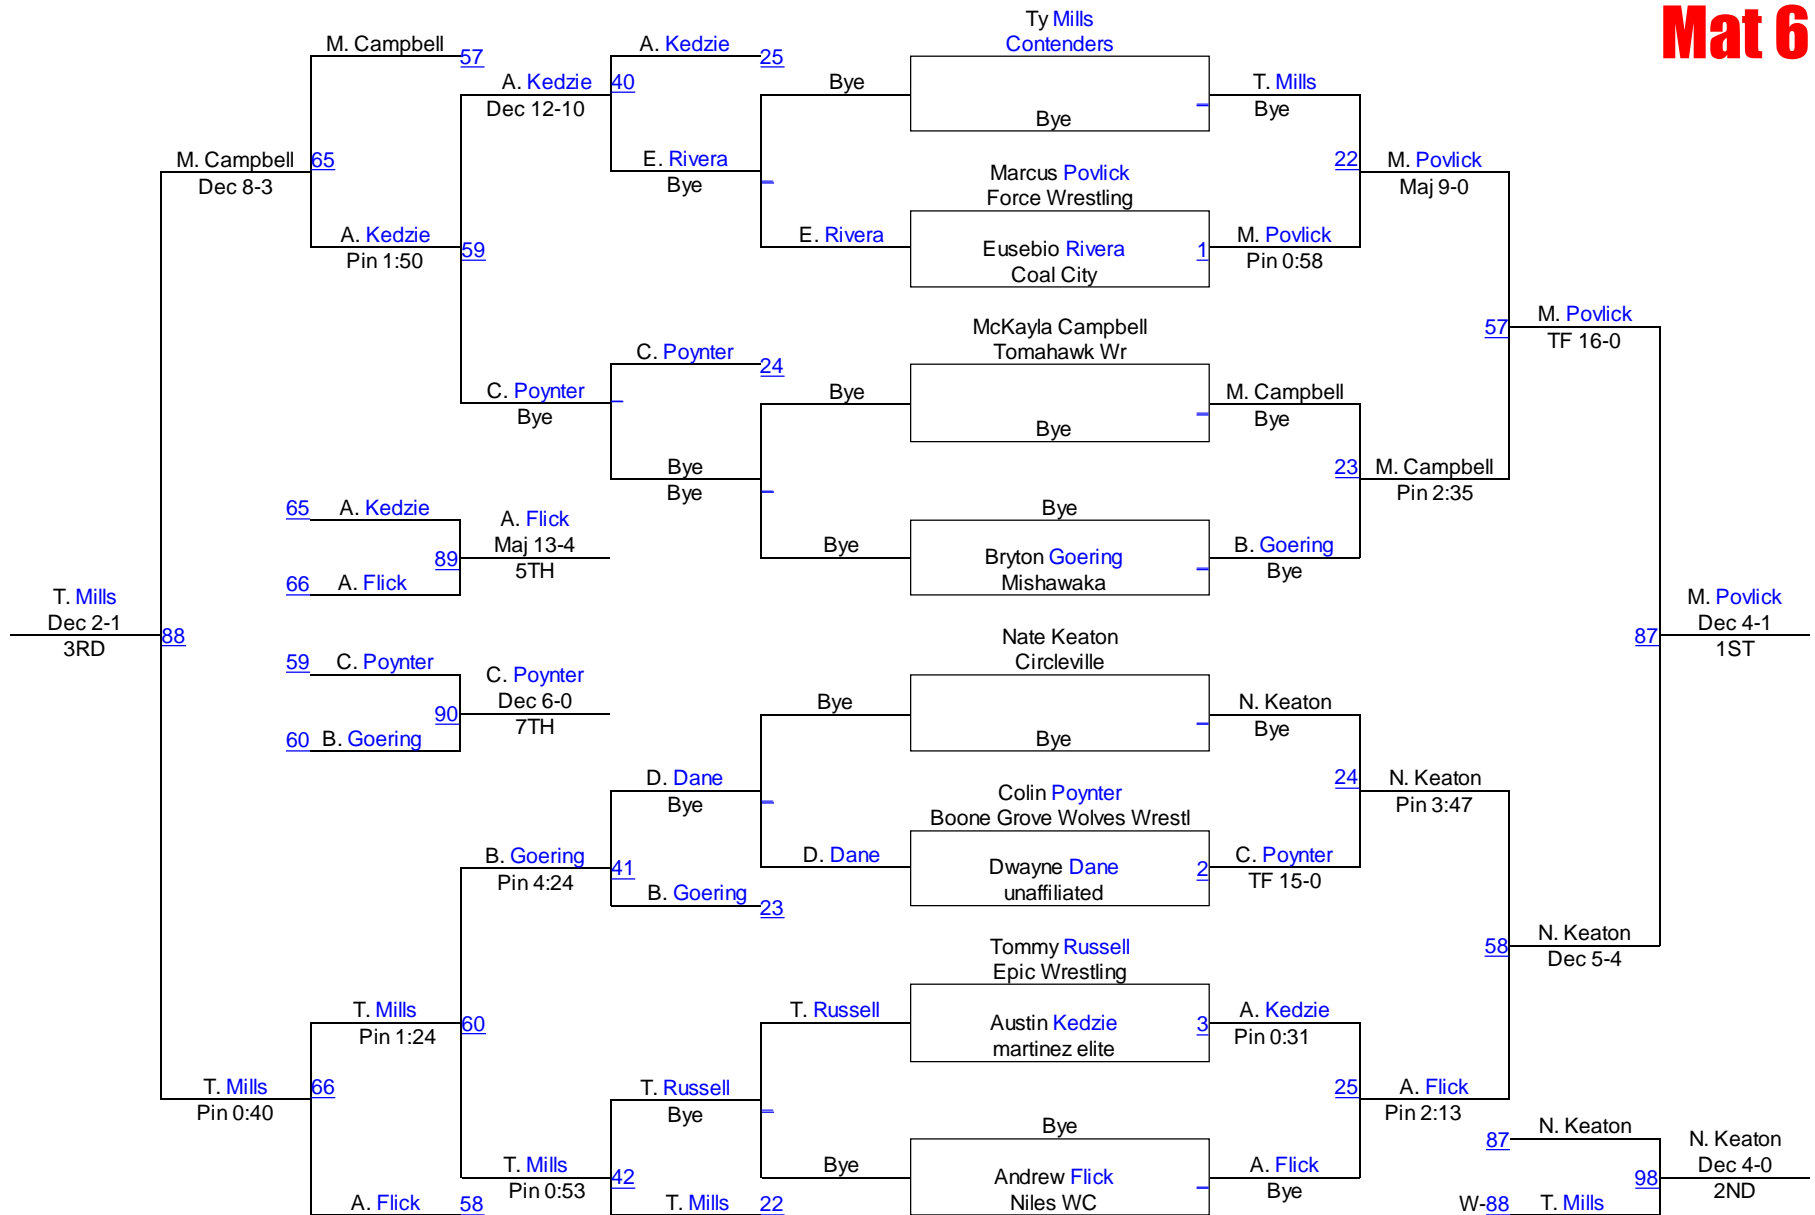 Mat 6
Ty Mills
Contenders
M. Campbell
57
A. Kedzie
25
A. Kedzie
40
Dec 12-10
Bye
Bye
T. Mills
Bye
M. Campbell
65
Dec 8-3
E. Rivera
Bye
Marcus Povlick
Force Wrestling
22
M. Povlick
Maj 9-0
A. Kedzie
Pin 1:50
59
E. Rivera
Eusebio Rivera
Coal City
1
M. Povlick
Pin 0:58
McKayla Campbell
Tomahawk Wr
57
M. Povlick
TF 16-0
C. Poynter
24
C. Poynter
Bye
Bye
Bye
M. Campbell
Bye
Bye
Bye
23
M. Campbell
Pin 2:35
65
A. Kedzie
A. Flick
Maj 13-4
5TH
89
66
A. Flick
Bye
Bye
Bryton Goering
Mishawaka
B. Goering
Bye
T. Mills
Dec 2-1
3RD
88
Nate Keaton
Circleville
87
M. Povlick
Dec 4-1
1ST
59
C. Poynter
C. Poynter
Dec 6-0
7TH
90
60
B. Goering
Bye
Bye
N. Keaton
Bye
D. Dane
Bye
Colin Poynter
Boone Grove Wolves Wrestl
24
N. Keaton
Pin 3:47
B. Goering
Pin 4:24
41
D. Dane
Dwayne Dane
unaffiliated
2
C. Poynter
TF 15-0
B. Goering
23
Tommy Russell
Epic Wrestling
58
N. Keaton
Dec 5-4
T. Mills
Pin 1:24
60
T. Russell
Austin Kedzie
martinez elite
3
A. Kedzie
Pin 0:31
T. Mills
Pin 0:40
66
T. Russell
Bye
25
A. Flick
Pin 2:13
Bye
T. Mills
Pin 0:53
42
Bye
Andrew Flick
Niles WC
A. Flick
Bye
87
N. Keaton
N. Keaton
Dec 4-0
2ND
98
A. Flick
58
T. Mills
22
W-88
T. Mills